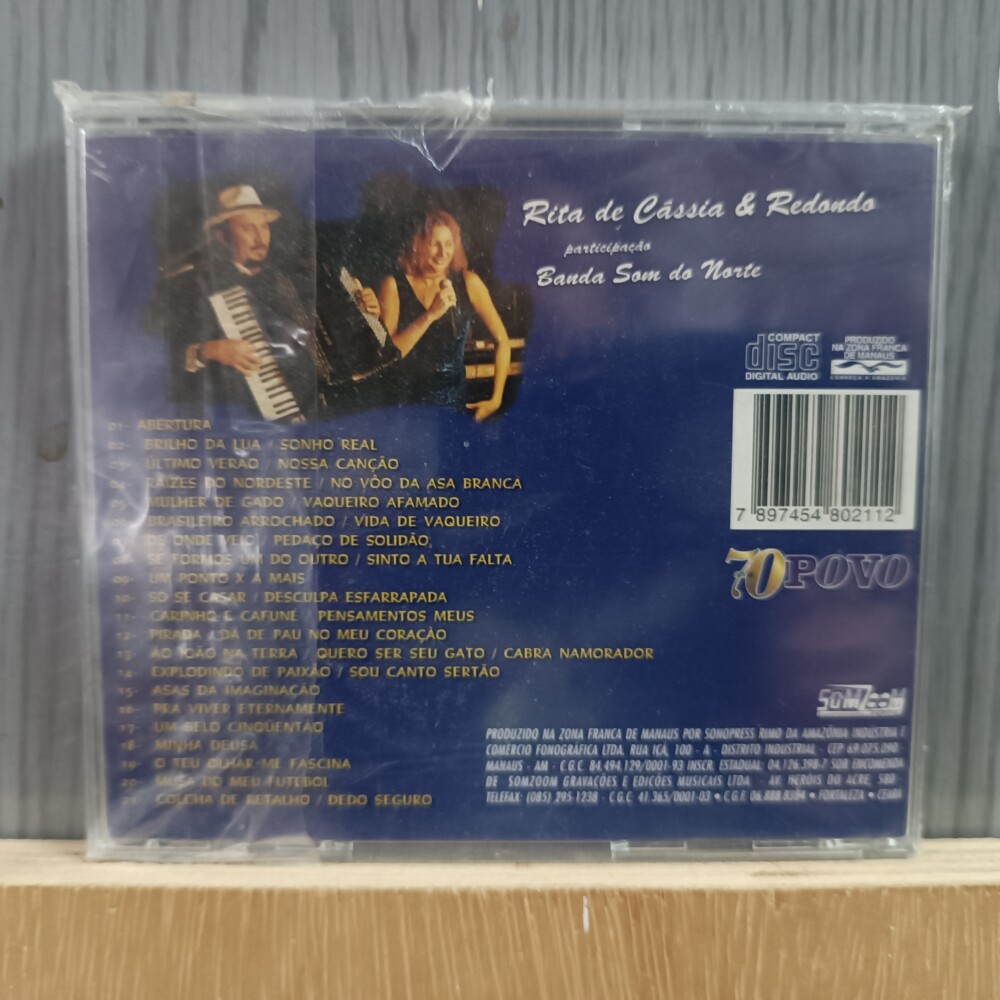 Rita de Cássia & Redondo
participação
Banda Som do Norte
COMPACT
disc
DIGITAL AUDIO
PRODUZIDO
NA ZONA FRANCA
DE MANAUS
CONHEÇA A AMAZÔNIA
01- ABERTURA
02- BRILHO DA LUA / SONHO REAL
03- ÚLTIMO VERÃO / NOSSA CANÇÃO
04- RAÍZES DO NORDESTE / NO VÔO DA ASA BRANCA
05- MULHER DE GADO / VAQUEIRO AFAMADO
06- BRASILEIRO ARROCHADO / VIDA DE VAQUEIRO
07- DE ONDE VEIO / PEDAÇO DE SOLIDÃO
08- SE FORMOS UM DO OUTRO / SINTO A TUA FALTA
09- UM PONTO X A MAIS
10- SÓ SE CASAR / DESCULPA ESFARRAPADA
11- CARINHO E CAFUNÉ / PENSAMENTOS MEUS
12- PIRADA / DÁ DE PAU NO MEU CORAÇÃO
13- AO JOÃO NA TERRA / QUERO SER SEU GATO / CABRA NAMORADOR
14- EXPLODINDO DE PAIXÃO / SOU CANTO SERTÃO
15- ASAS DA IMAGINAÇÃO
16- PRA VIVER ETERNAMENTE
17- UM BELO CINQÜENTÃO
18- MINHA DEUSA
19- O TEU OLHAR ME FASCINA
20- MUSA DO MEU FUTEBOL
21- COLCHA DE RETALHO / DEDO SEGURO
7 897454 802112
70 POVO
SOMZOOM
PRODUZIDO NA ZONA FRANCA DE MANAUS POR SONOPRESS RIMO DA AMAZÔNIA INDUSTRIA E
COMÉRCIO FONOGRÁFICA LTDA, RUA IÇÁ, 100 - A - DISTRITO INDUSTRIAL - CEP 69.075.090
MANAUS - AM - C.G.C. 84.494.129/0001-93 INSCR. ESTADUAL: 04.126.398-7 SOB ENCOMENDA
DE SOMZOOM GRAVAÇÕES E EDIÇÕES MUSICAIS LTDA. - AV. HERÓIS DO ACRE, 580
TELEFAX: (085) 295 1238 - C.G.C 41.365/0001-03 • C.G.F. 06.888.8384 • FORTALEZA • CEARÁ